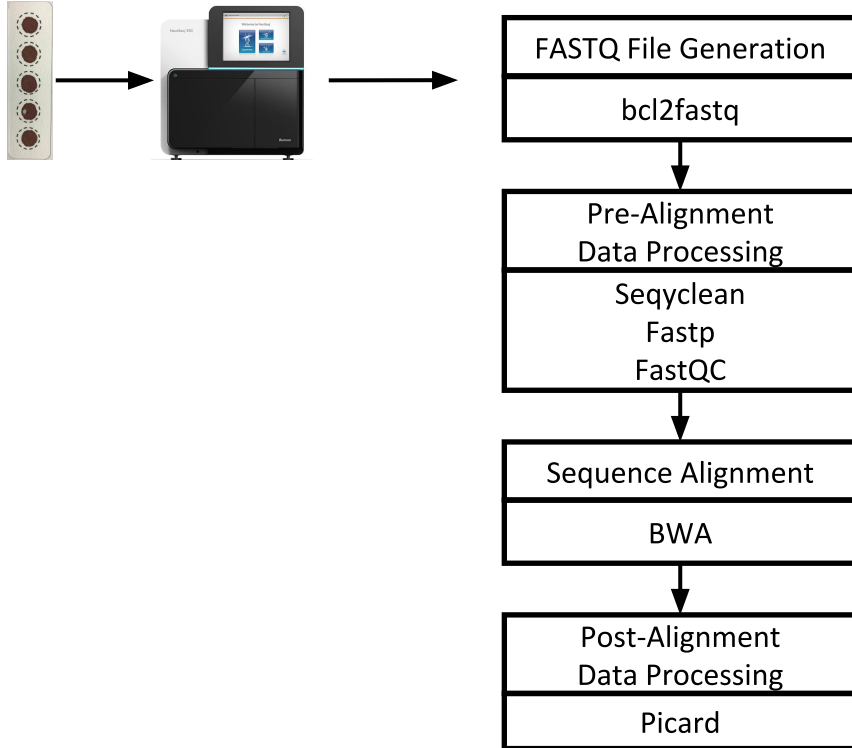 FASTQ File Generation
bcl2fastq
Pre-Alignment
Data Processing
Seqyclean
Fastp
FastQC
Sequence Alignment
BWA
Post-Alignment
Data Processing
Picard